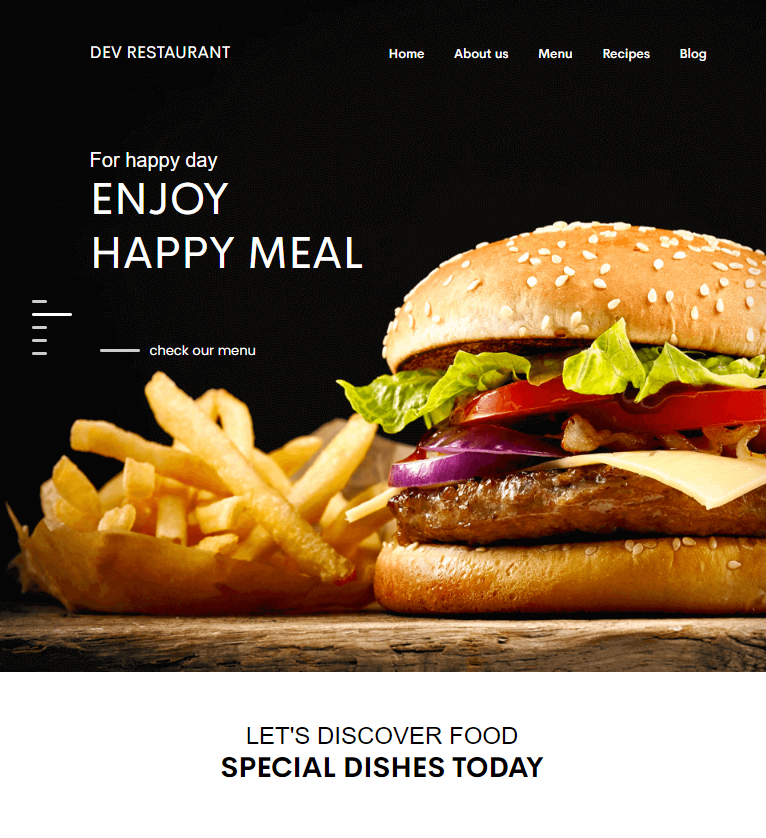 DEV RESTAURANT
Home About us Menu Recipes Blog
For happy day
ENJOY
HAPPY MEAL
check our menu
LET'S DISCOVER FOOD
SPECIAL DISHES TODAY